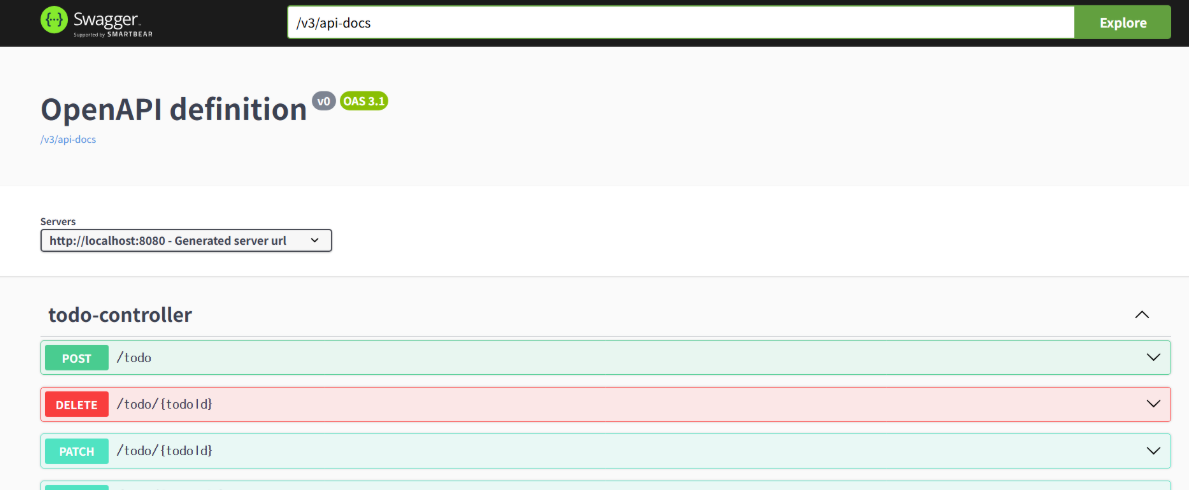 Swagger.
Supported by SMARTBEAR
/v3/api-docs
Explore
OpenAPI definition v0 OAS 3.1
/v3/api-docs
Servers
http://localhost:8080 - Generated server url
todo-controller
POST /todo
DELETE /todo/{todoId}
PATCH /todo/{todoId}